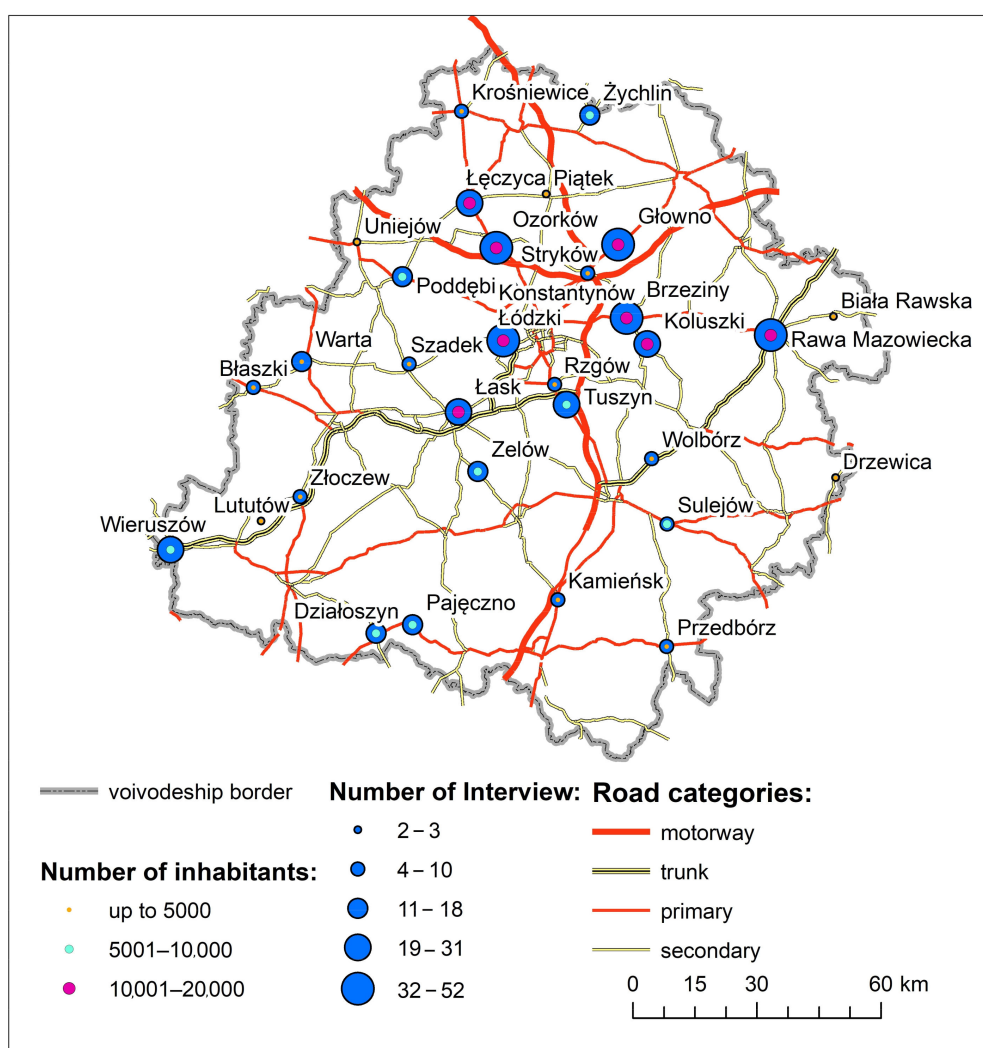 Krośniewice
Żychlin
Łęczyca
Piątek
Uniejów
Ozorków
Głowno
Stryków
Poddębi
Konstantynów
Łódzki
Brzeziny
Koluszki
Biała Rawska
Rawa Mazowiecka
Warta
Szadek
Błaszki
Rzgów
Łask
Tuszyn
Zelów
Wolbórz
Drzewica
Złoczew
Lututów
Sulejów
Wieruszów
Kamieńsk
Działoszyn
Pajęczno
Przedbórz
voivodeship border
Number of inhabitants:
up to 5000
5001–10,000
10,001–20,000
Number of Interview:
2 – 3
4 – 10
11 – 18
19 – 31
32 – 52
Road categories:
motorway
trunk
primary
secondary
0 15 30 60 km